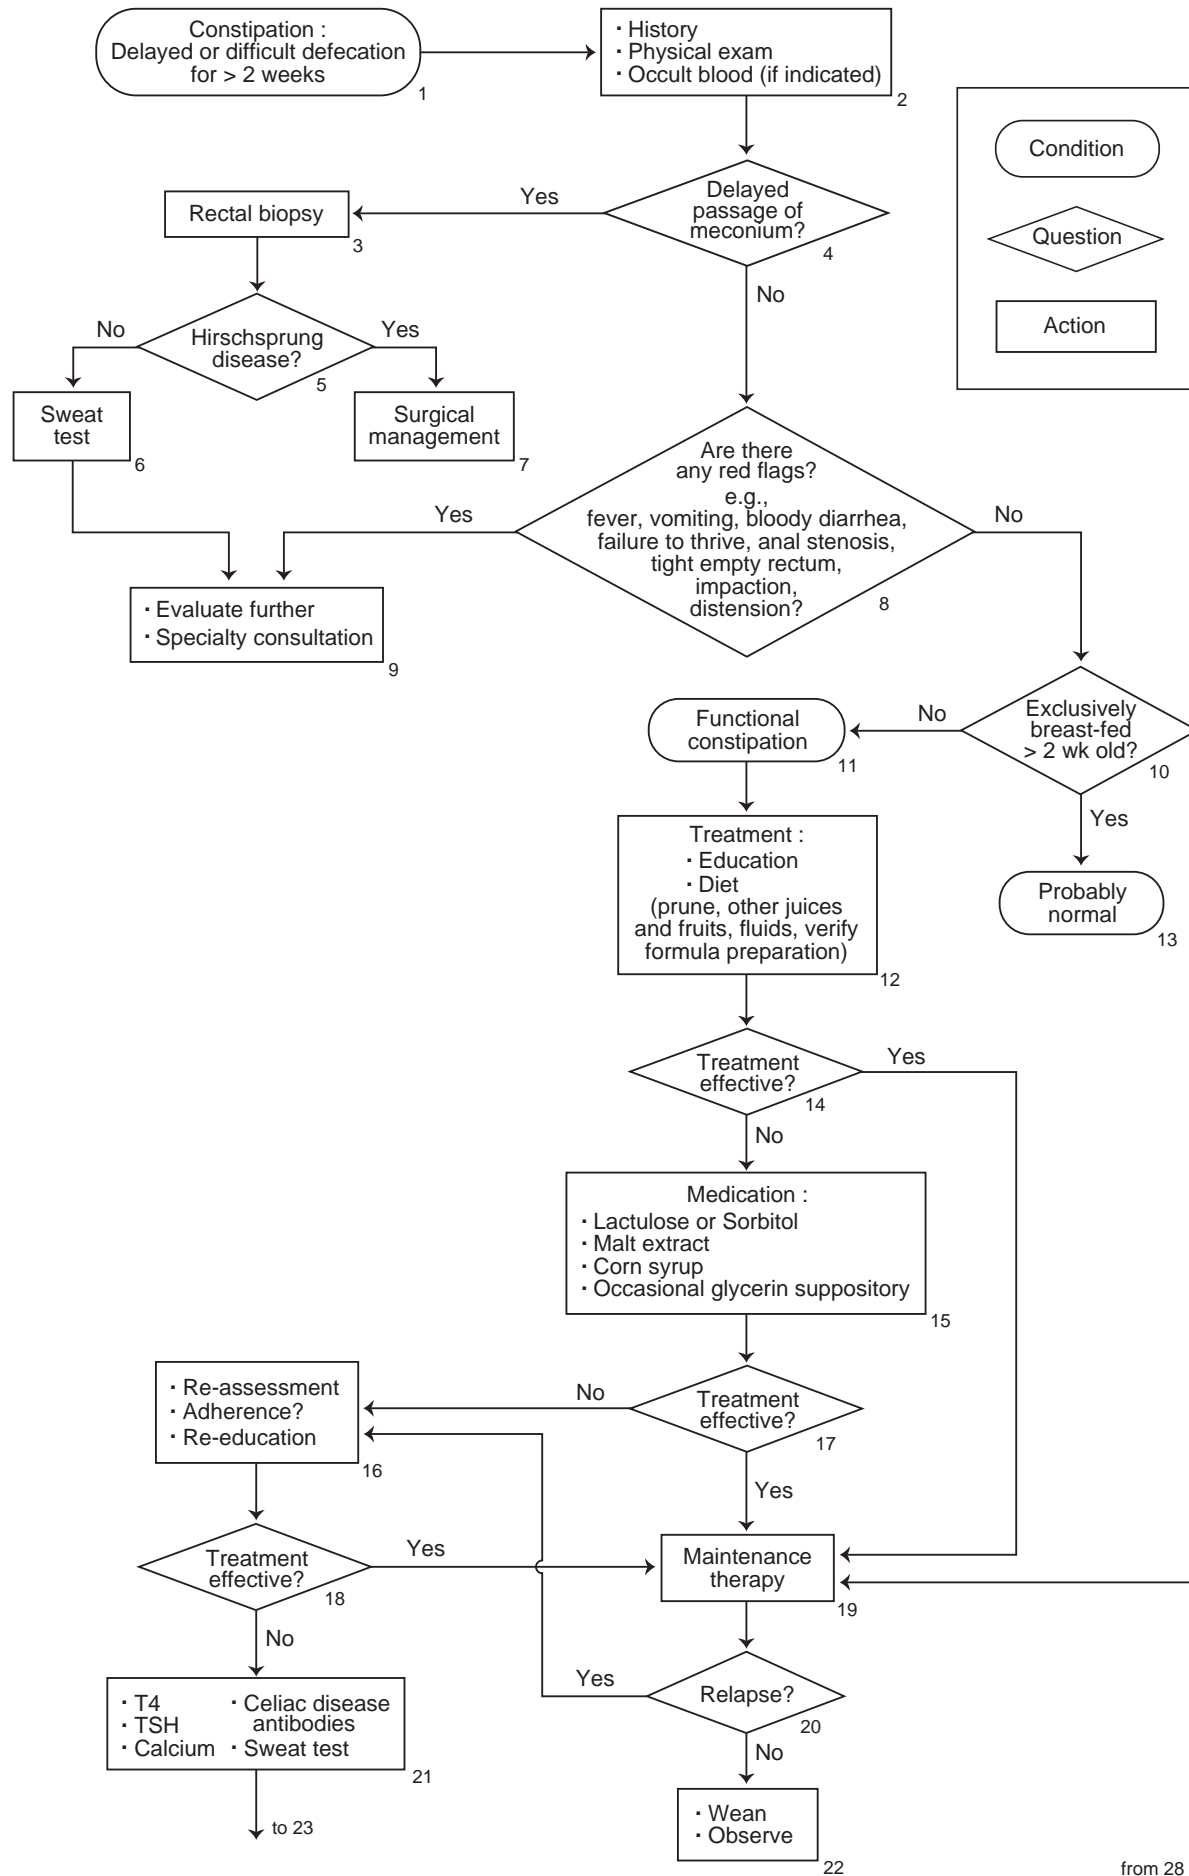 Constipation :
Delayed or difficult defecation
for > 2 weeks
1
· History
· Physical exam
· Occult blood (if indicated)
2
Condition
Question
Action
Delayed
passage of
meconium?
4
Yes
No
Rectal biopsy
3
Hirschsprung
disease?
5
No
Yes
Sweat
test
6
Surgical
management
7
Are there
any red flags?
e.g.,
fever, vomiting, bloody diarrhea,
failure to thrive, anal stenosis,
tight empty rectum,
impaction,
distension?
8
Yes
No
· Evaluate further
· Specialty consultation
9
Exclusively
breast-fed
> 2 wk old?
10
No
Yes
Functional
constipation
11
Probably
normal
13
Treatment :
· Education
· Diet
(prune, other juices
and fruits, fluids, verify
formula preparation)
12
Treatment
effective?
14
Yes
No
Medication :
· Lactulose or Sorbitol
· Malt extract
· Corn syrup
· Occasional glycerin suppository
15
Treatment
effective?
17
No
Yes
· Re-assessment
· Adherence?
· Re-education
16
Treatment
effective?
18
Yes
No
Maintenance
therapy
19
Relapse?
20
Yes
No
· T4
· TSH
· Calcium
· Celiac disease
antibodies
· Sweat test
21
to 23
· Wean
· Observe
22
from 28